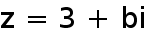 z = 3 + bi